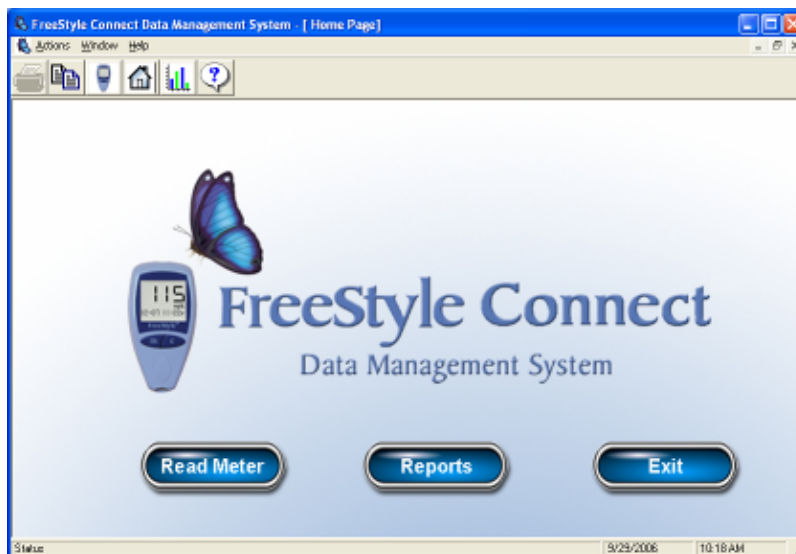 FreeStyle Connect Data Management System - [ Home Page]
Actions Window Help
115
FreeStyle Connect
Data Management System
Read Meter
Reports
Exit
Status
9/29/2006
10:18 AM